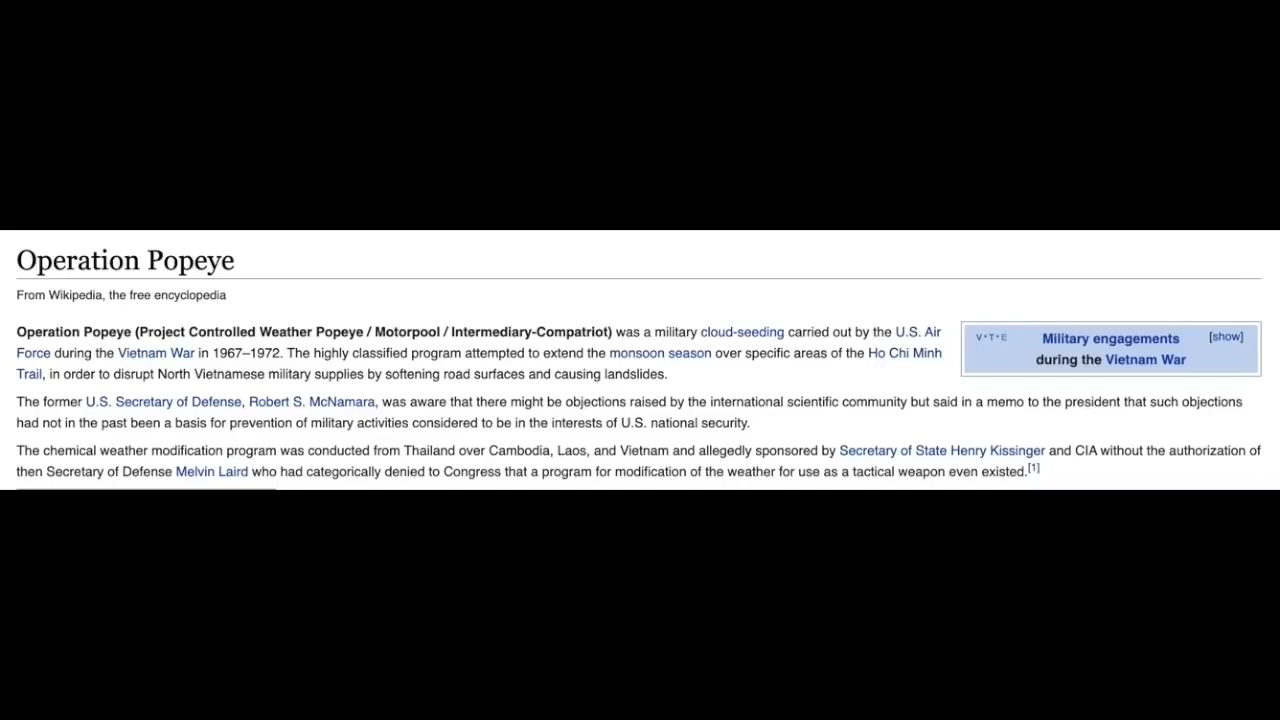 Operation Popeye
From Wikipedia, the free encyclopedia
Operation Popeye (Project Controlled Weather Popeye / Motorpool / Intermediary-Compatriot) was a military cloud-seeding carried out by the U.S. Air
Force during the Vietnam War in 1967–1972. The highly classified program attempted to extend the monsoon season over specific areas of the Ho Chi Minh
Trail, in order to disrupt North Vietnamese military supplies by softening road surfaces and causing landslides.
V·T·E Military engagements [show]
during the Vietnam War
The former U.S. Secretary of Defense, Robert S. McNamara, was aware that there might be objections raised by the international scientific community but said in a memo to the president that such objections
had not in the past been a basis for prevention of military activities considered to be in the interests of U.S. national security.
The chemical weather modification program was conducted from Thailand over Cambodia, Laos, and Vietnam and allegedly sponsored by Secretary of State Henry Kissinger and CIA without the authorization of
then Secretary of Defense Melvin Laird who had categorically denied to Congress that a program for modification of the weather for use as a tactical weapon even existed.[1]